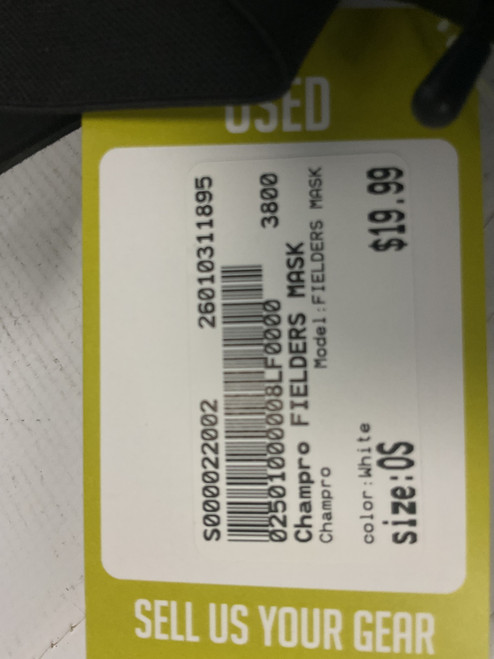 USED
S000022002 26010311895
02501000008LF0000 3800
Champro FIELDERS MASK
Champro Model:FIELDERS MASK
color:White
size:OS $19.99
SELL US YOUR GEAR